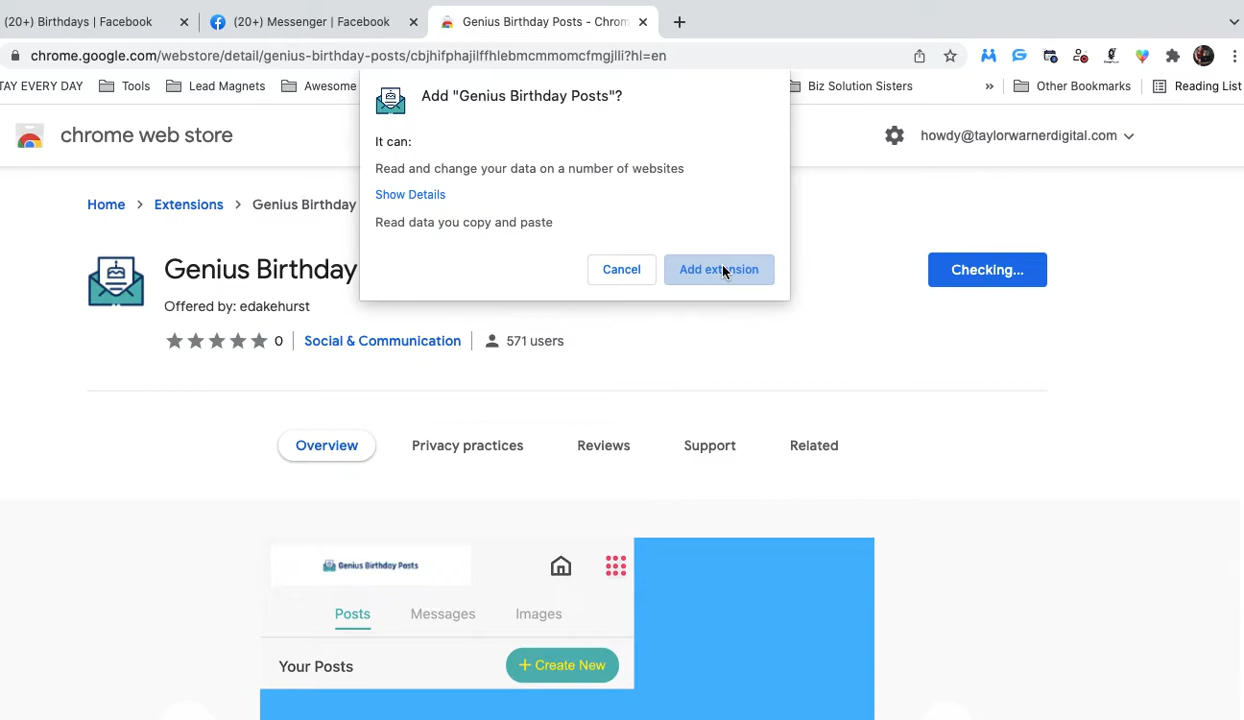 (20+) Birthdays | Facebook
(20+) Messenger | Facebook
Genius Birthday Posts - Chrom
chrome.google.com/webstore/detail/genius-birthday-posts/cbjhifphajilffhlebmcmmomcfmgjlli?hl=en
TAY EVERY DAY
Tools
Lead Magnets
Awesome
Biz Solution Sisters
»
Other Bookmarks
Reading List
Add "Genius Birthday Posts"?
It can:
Read and change your data on a number of websites
Show Details
Read data you copy and paste
Cancel
Add extension
chrome web store
howdy@taylorwarnerdigital.com
Home > Extensions > Genius Birthday
Genius Birthday
Checking...
Offered by: edakehurst
0
Social & Communication
571 users
Overview
Privacy practices
Reviews
Support
Related
Genius Birthday Posts
Posts
Messages
Images
Your Posts
+ Create New